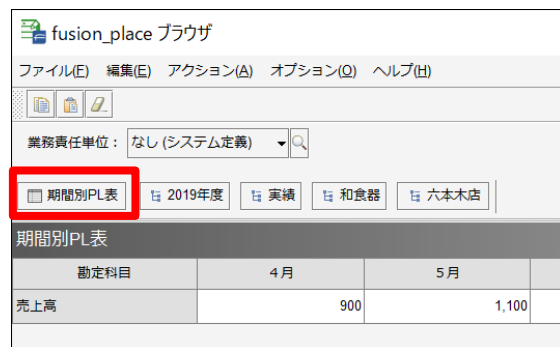 fusion_place ブラウザ
ファイル(F) 編集(E) アクション(A) オプション(O) ヘルプ(H)
業務責任単位： なし (システム定義)
期間別PL表 2019年度 実績 和食器 六本木店
期間別PL表
勘定科目 4月 5月
売上高 900 1,100